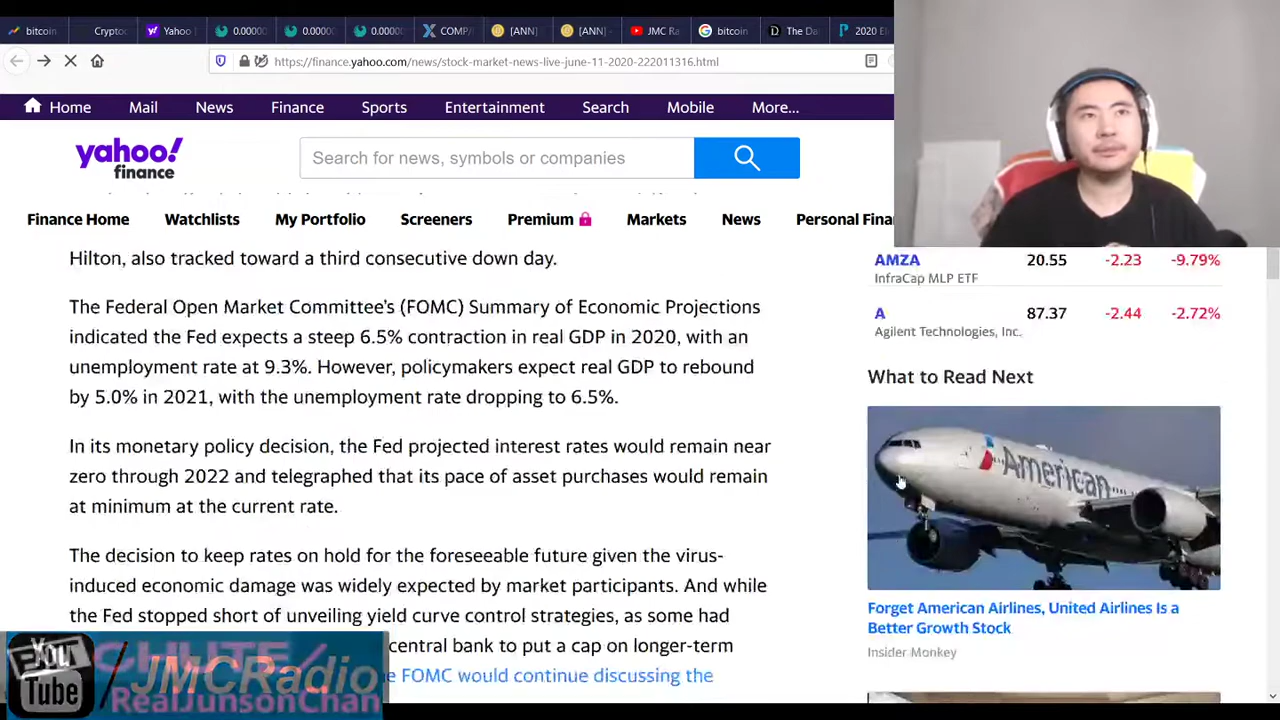 bitcoin
Crypto
Yahoo
0.00000
0.00000
0.0000
COMP/
[ANN]
[ANN] -
JMC Ra
bitcoin
The Da
2020 El
https://finance.yahoo.com/news/stock-market-news-live-june-11-2020-222011316.html
Home Mail News Finance Sports Entertainment Search Mobile More...
yahoo!
finance
Search for news, symbols or companies
Finance Home Watchlists My Portfolio Screeners Premium Markets News Personal Fina
Hilton, also tracked toward a third consecutive down day.
The Federal Open Market Committee's (FOMC) Summary of Economic Projections
indicated the Fed expects a steep 6.5% contraction in real GDP in 2020, with an
unemployment rate at 9.3%. However, policymakers expect real GDP to rebound
by 5.0% in 2021, with the unemployment rate dropping to 6.5%.
In its monetary policy decision, the Fed projected interest rates would remain near
zero through 2022 and telegraphed that its pace of asset purchases would remain
at minimum at the current rate.
The decision to keep rates on hold for the foreseeable future given the virus-
induced economic damage was widely expected by market participants. And while
the Fed stopped short of unveiling yield curve control strategies, as some had
central bank to put a cap on longer-term
e FOMC would continue discussing the
AMZA 20.55 -2.23 -9.79%
InfraCap MLP ETF
A 87.37 -2.44 -2.72%
Agilent Technologies, Inc.
What to Read Next
American
Forget American Airlines, United Airlines Is a
Better Growth Stock
Insider Monkey
You
Tube
/JMCRadio